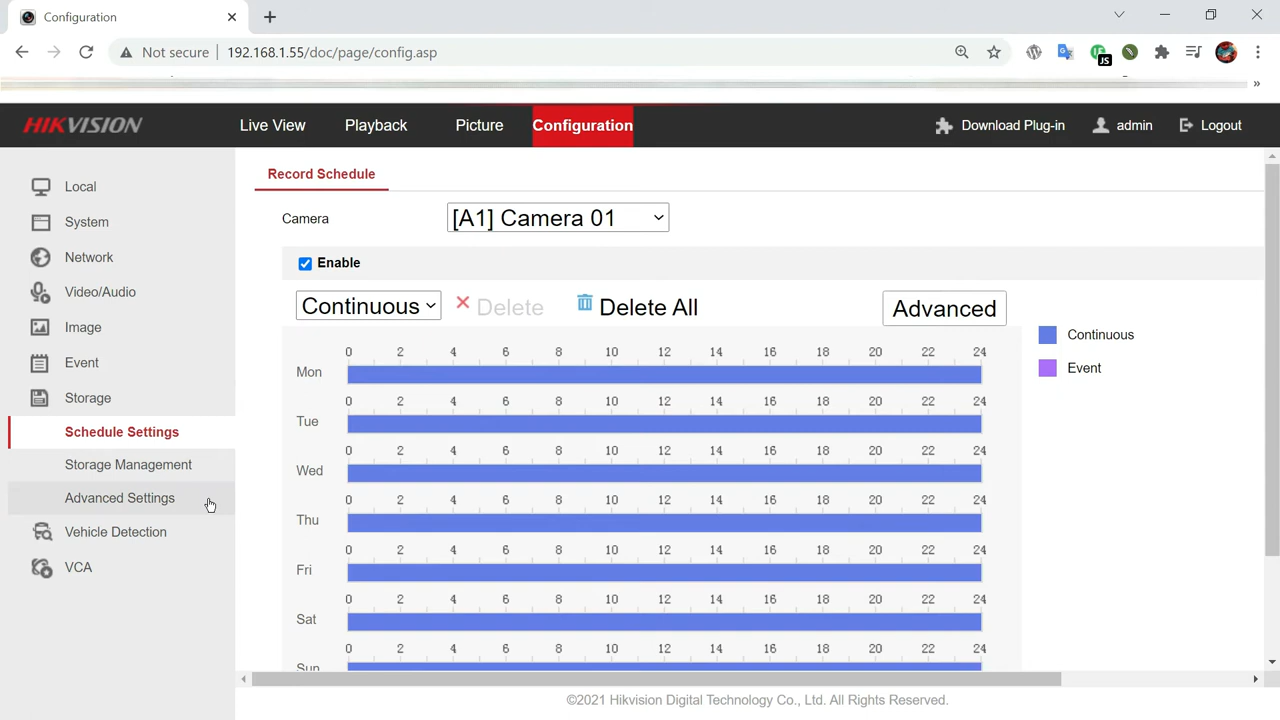 Configuration
Not secure
192.168.1.55/doc/page/config.asp
JS
»
HIKVISION
Live View
Playback
Picture
Configuration
Download Plug-in
admin
Logout
Local
System
Network
Video/Audio
Image
Event
Storage
Schedule Settings
Storage Management
Advanced Settings
Vehicle Detection
VCA
Record Schedule
Camera
[A1] Camera 01
Enable
Continuous
Delete
Delete All
Advanced
0 2 4 6 8 10 12 14 16 18 20 22 24
Mon
0 2 4 6 8 10 12 14 16 18 20 22 24
Tue
0 2 4 6 8 10 12 14 16 18 20 22 24
Wed
0 2 4 6 8 10 12 14 16 18 20 22 24
Thu
0 2 4 6 8 10 12 14 16 18 20 22 24
Fri
0 2 4 6 8 10 12 14 16 18 20 22 24
Sat
0 2 4 6 8 10 12 14 16 18 20 22 24
Sun
Continuous
Event
©2021 Hikvision Digital Technology Co., Ltd. All Rights Reserved.